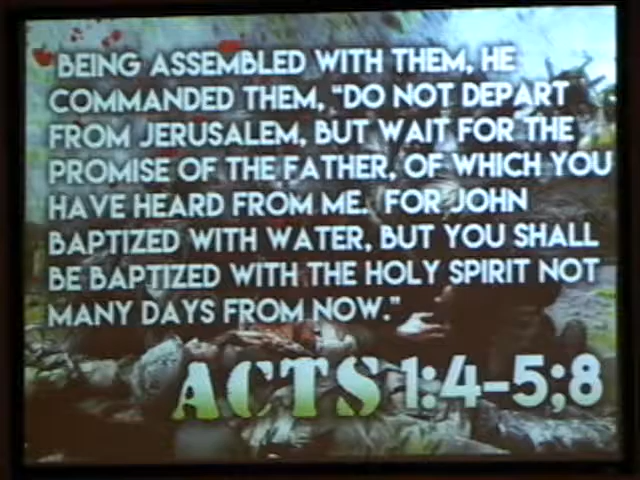 BEING ASSEMBLED WITH THEM, HE
COMMANDED THEM, "DO NOT DEPART
FROM JERUSALEM, BUT WAIT FOR THE
PROMISE OF THE FATHER, OF WHICH YOU
HAVE HEARD FROM ME. FOR JOHN
BAPTIZED WITH WATER, BUT YOU SHALL
BE BAPTIZED WITH THE HOLY SPIRIT NOT
MANY DAYS FROM NOW."
ACTS 1:4-5;8